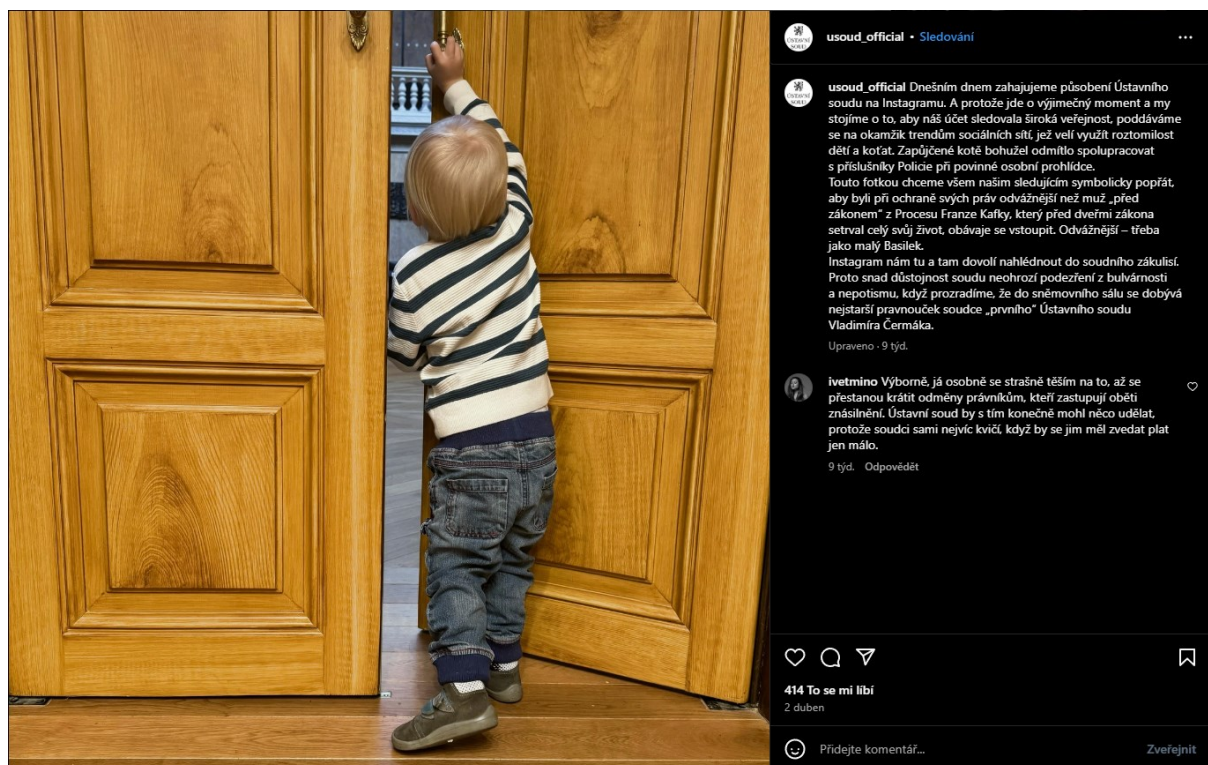 usoud_official • Sledování
ÚSTAVNÍ
SOUD
usoud_official Dnešním dnem zahajujeme působení Ústavního
soudu na Instagramu. A protože jde o výjimečný moment a my
stojíme o to, aby náš účet sledovala široká veřejnost, poddáváme
se na okamžik trendům sociálních sítí, jež velí využít roztomilost
dětí a koťat. Zapůjčené kotě bohužel odmítlo spolupracovat
s příslušníky Policie při povinné osobní prohlídce.
Touto fotkou chceme všem našim sledujícím symbolicky popřát,
aby byli při ochraně svých práv odvážnější než muž „před
zákonem“ z Procesu Franze Kafky, který před dveřmi zákona
setrval celý svůj život, obávaje se vstoupit. Odvážnější – třeba
jako malý Basilek.
Instagram nám tu a tam dovolí nahlédnout do soudního zákulisí.
Proto snad důstojnost soudu neohrozí podezření z bulvárnosti
a nepotismu, když prozradíme, že do sněmovního sálu se dobývá
nejstarší pravnouček soudce „prvního“ Ústavního soudu
Vladimíra Čermáka.
Upraveno · 9 týd.
ivetmino Výborně, já osobně se strašně těším na to, až se
přestanou krátit odměny právníkům, kteří zastupují oběti
znásilnění. Ústavní soud by s tím konečně mohl něco udělat,
protože soudci sami nejvíc kvičí, když by se jim měl zvedat plat
jen málo.
9 týd. Odpovědět
414 To se mi líbí
2 duben
Přidejte komentář... Zveřejnit